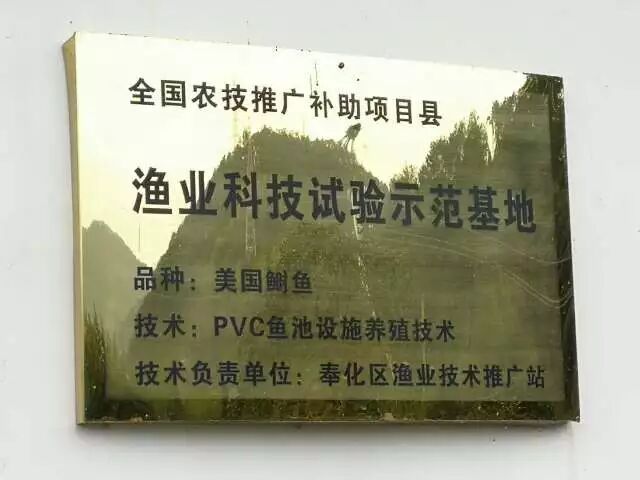 全国农技推广补助项目县
渔业科技试验示范基地
品种：美国鲥鱼
技术：PVC鱼池设施养殖技术
技术负责单位：奉化区渔业技术推广站